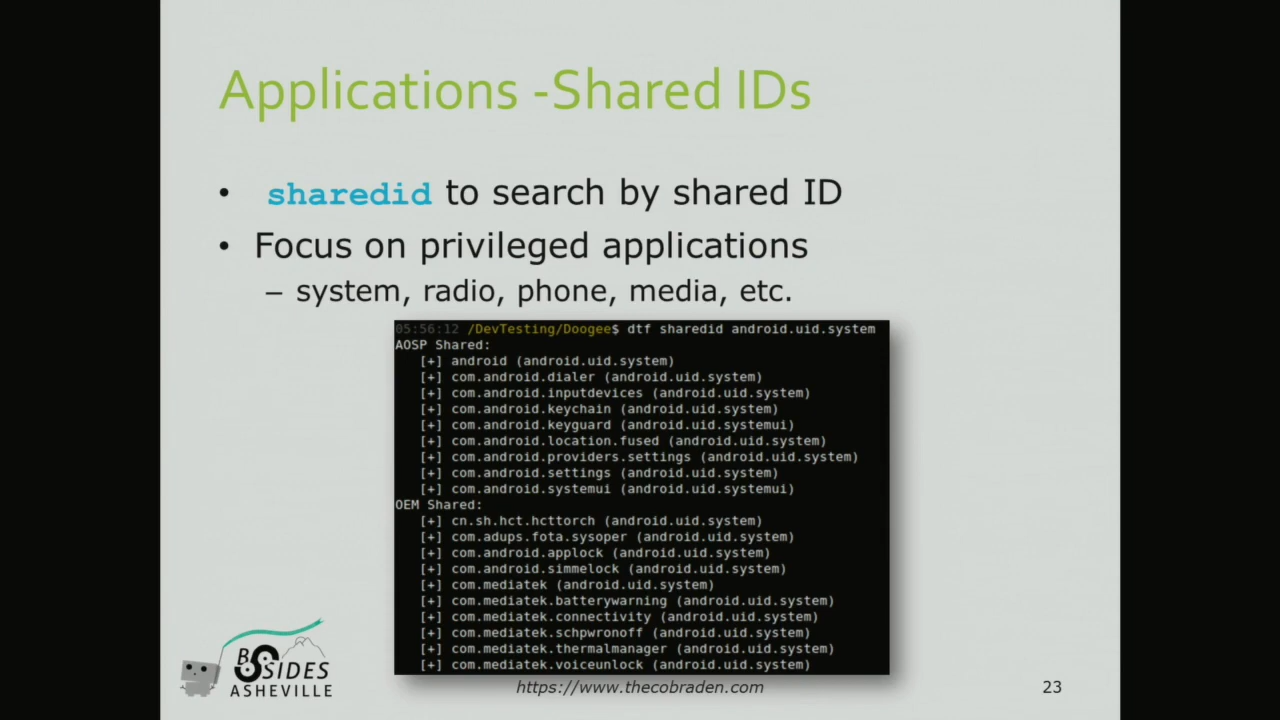 Applications -Shared IDs
• sharedid to search by shared ID
• Focus on privileged applications
– system, radio, phone, media, etc.
05:56:12 /DevTesting/Doogee$ dtf sharedid android.uid.system
AOSP Shared:
[+] android (android.uid.system)
[+] com.android.dialer (android.uid.system)
[+] com.android.inputdevices (android.uid.system)
[+] com.android.keychain (android.uid.system)
[+] com.android.keyguard (android.uid.systemui)
[+] com.android.location.fused (android.uid.system)
[+] com.android.providers.settings (android.uid.system)
[+] com.android.settings (android.uid.system)
[+] com.android.systemui (android.uid.systemui)
OEM Shared:
[+] cn.sh.hct.hcttorch (android.uid.system)
[+] com.adups.fota.sysoper (android.uid.system)
[+] com.android.applock (android.uid.system)
[+] com.android.simmelock (android.uid.system)
[+] com.mediatek (android.uid.system)
[+] com.mediatek.batterywarning (android.uid.system)
[+] com.mediatek.connectivity (android.uid.system)
[+] com.mediatek.schpwronoff (android.uid.system)
[+] com.mediatek.thermalmanager (android.uid.system)
[+] com.mediatek.voiceunlock (android.uid.system)
BSIDES
ASHEVILLE
https://www.thecobraden.com
23